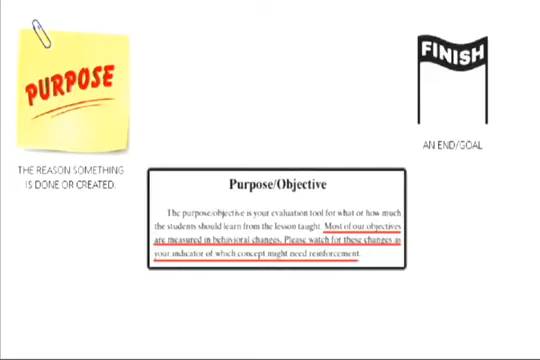 PURPOSE
THE REASON SOMETHING
IS DONE OR CREATED.
FINISH
AN END/GOAL
Purpose/Objective
The purpose/objective is your evaluation tool for what or how much
the students should learn from the lesson taught. Most of our objectives
are measured in behavioral changes. Please watch for these changes as
your indicator of which concept might need reinforcement.